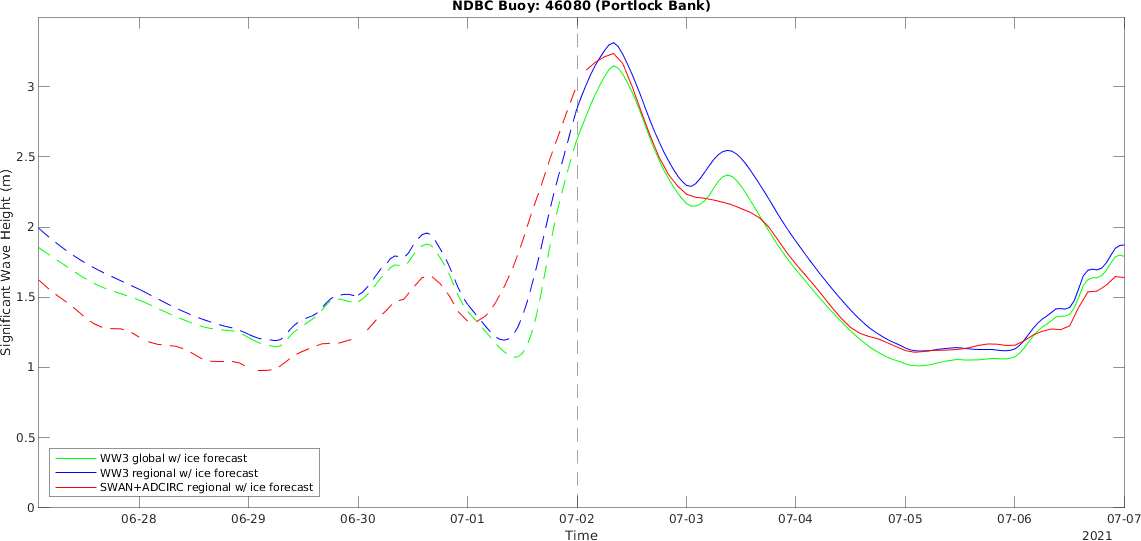 NDBC Buoy: 46080 (Portlock Bank)
3
2.5
2
1.5
1
0.5
0
Significant Wave Height (m)
WW3 global w/ ice forecast
WW3 regional w/ ice forecast
SWAN+ADCIRC regional w/ ice forecast
06-28 06-29 06-30 07-01 07-02 07-03 07-04 07-05 07-06 07-07
Time
2021